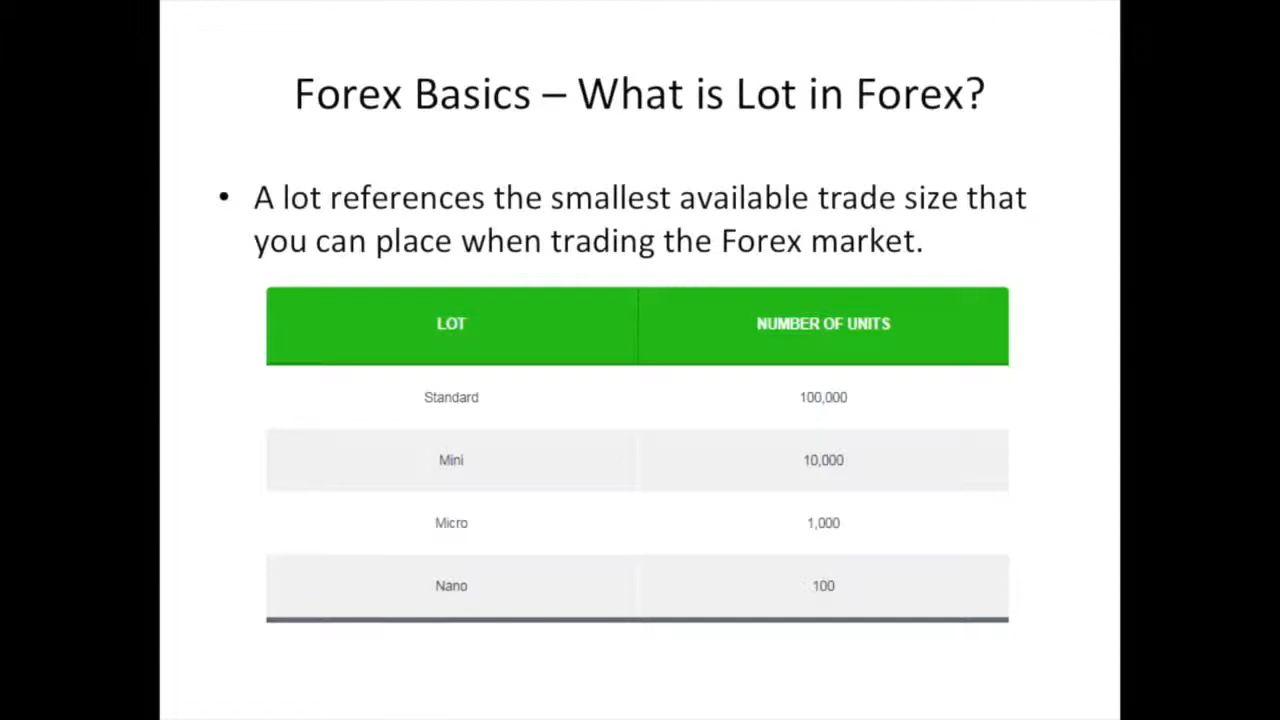 Forex Basics – What is Lot in Forex?
• A lot references the smallest available trade size that
you can place when trading the Forex market.
LOT NUMBER OF UNITS
Standard 100,000
Mini 10,000
Micro 1,000
Nano 100